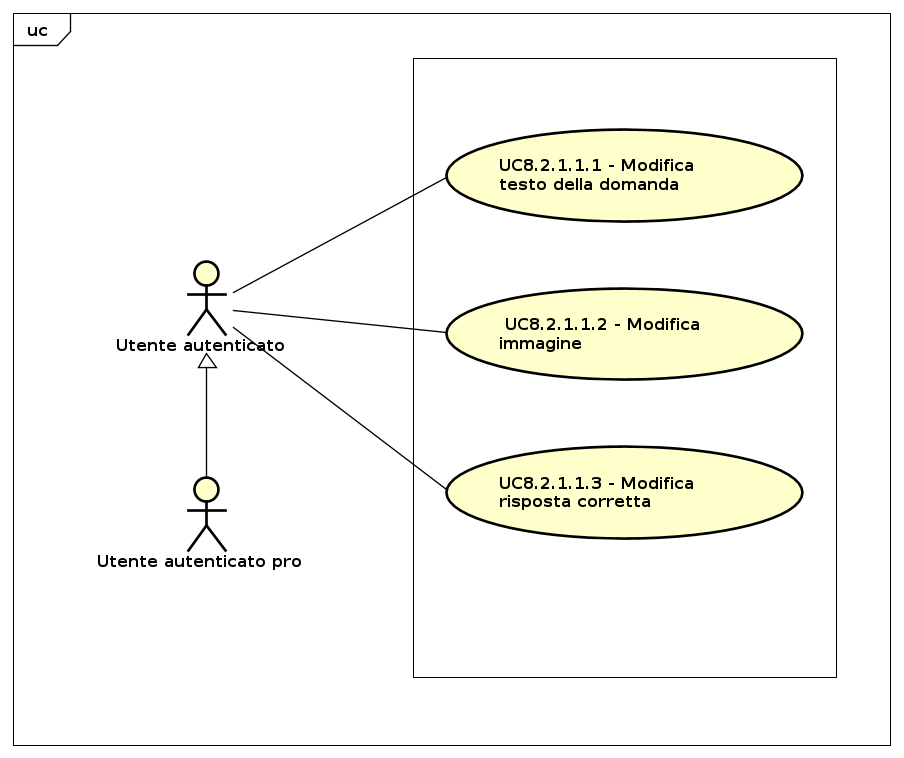 uc
UC8.2.1.1.1 - Modifica
testo della domanda
UC8.2.1.1.2 - Modifica
immagine
Utente autenticato
UC8.2.1.1.3 - Modifica
risposta corretta
Utente autenticato pro